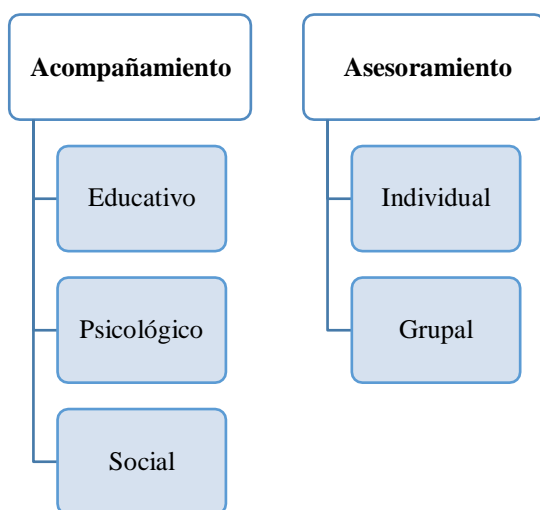 Acompañamiento
Educativo
Psicológico
Social
Asesoramiento
Individual
Grupal